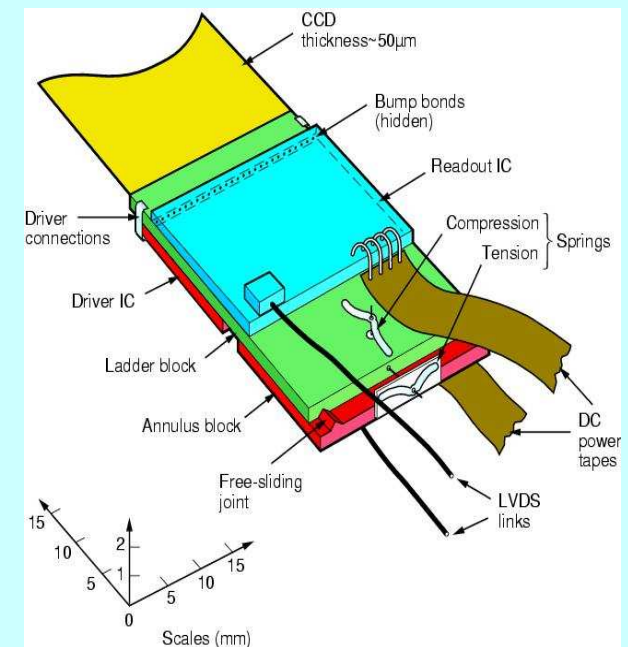 CCD
thickness~50µm
Bump bonds
(hidden)
Readout IC
Compression
Tension
Springs
Driver
connections
Driver IC
Ladder block
Annulus block
Free-sliding
joint
DC
power
tapes
LVDS
links
15
10
5
2
1
0
5
10
15
Scales (mm)